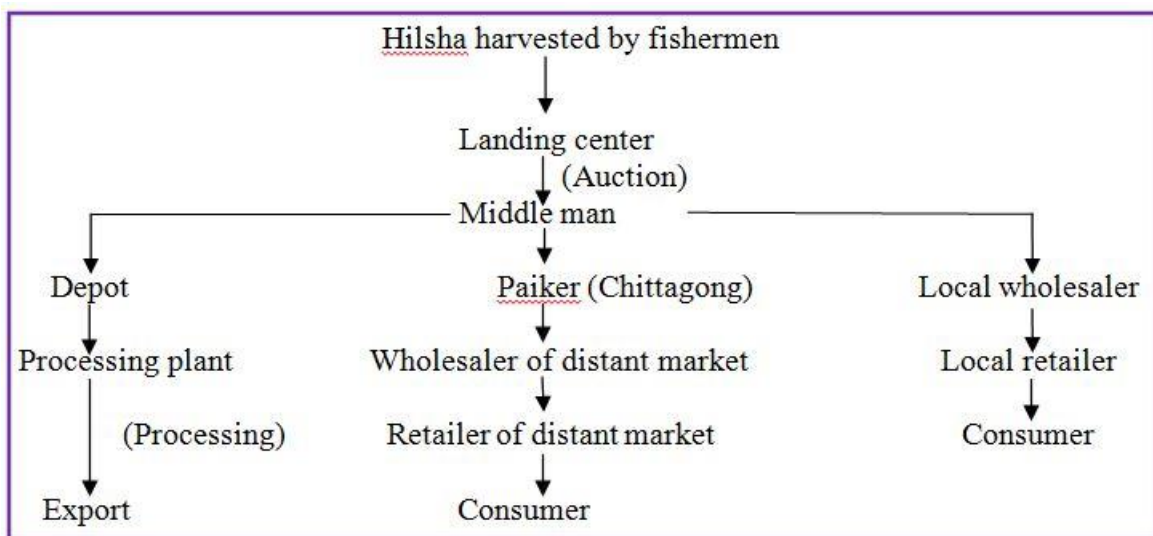 Hilsha harvested by fishermen
Landing center
(Auction)
Middle man
Depot Paiker (Chittagong) Local wholesaler
Processing plant Wholesaler of distant market Local retailer
(Processing) Retailer of distant market Consumer
Export Consumer